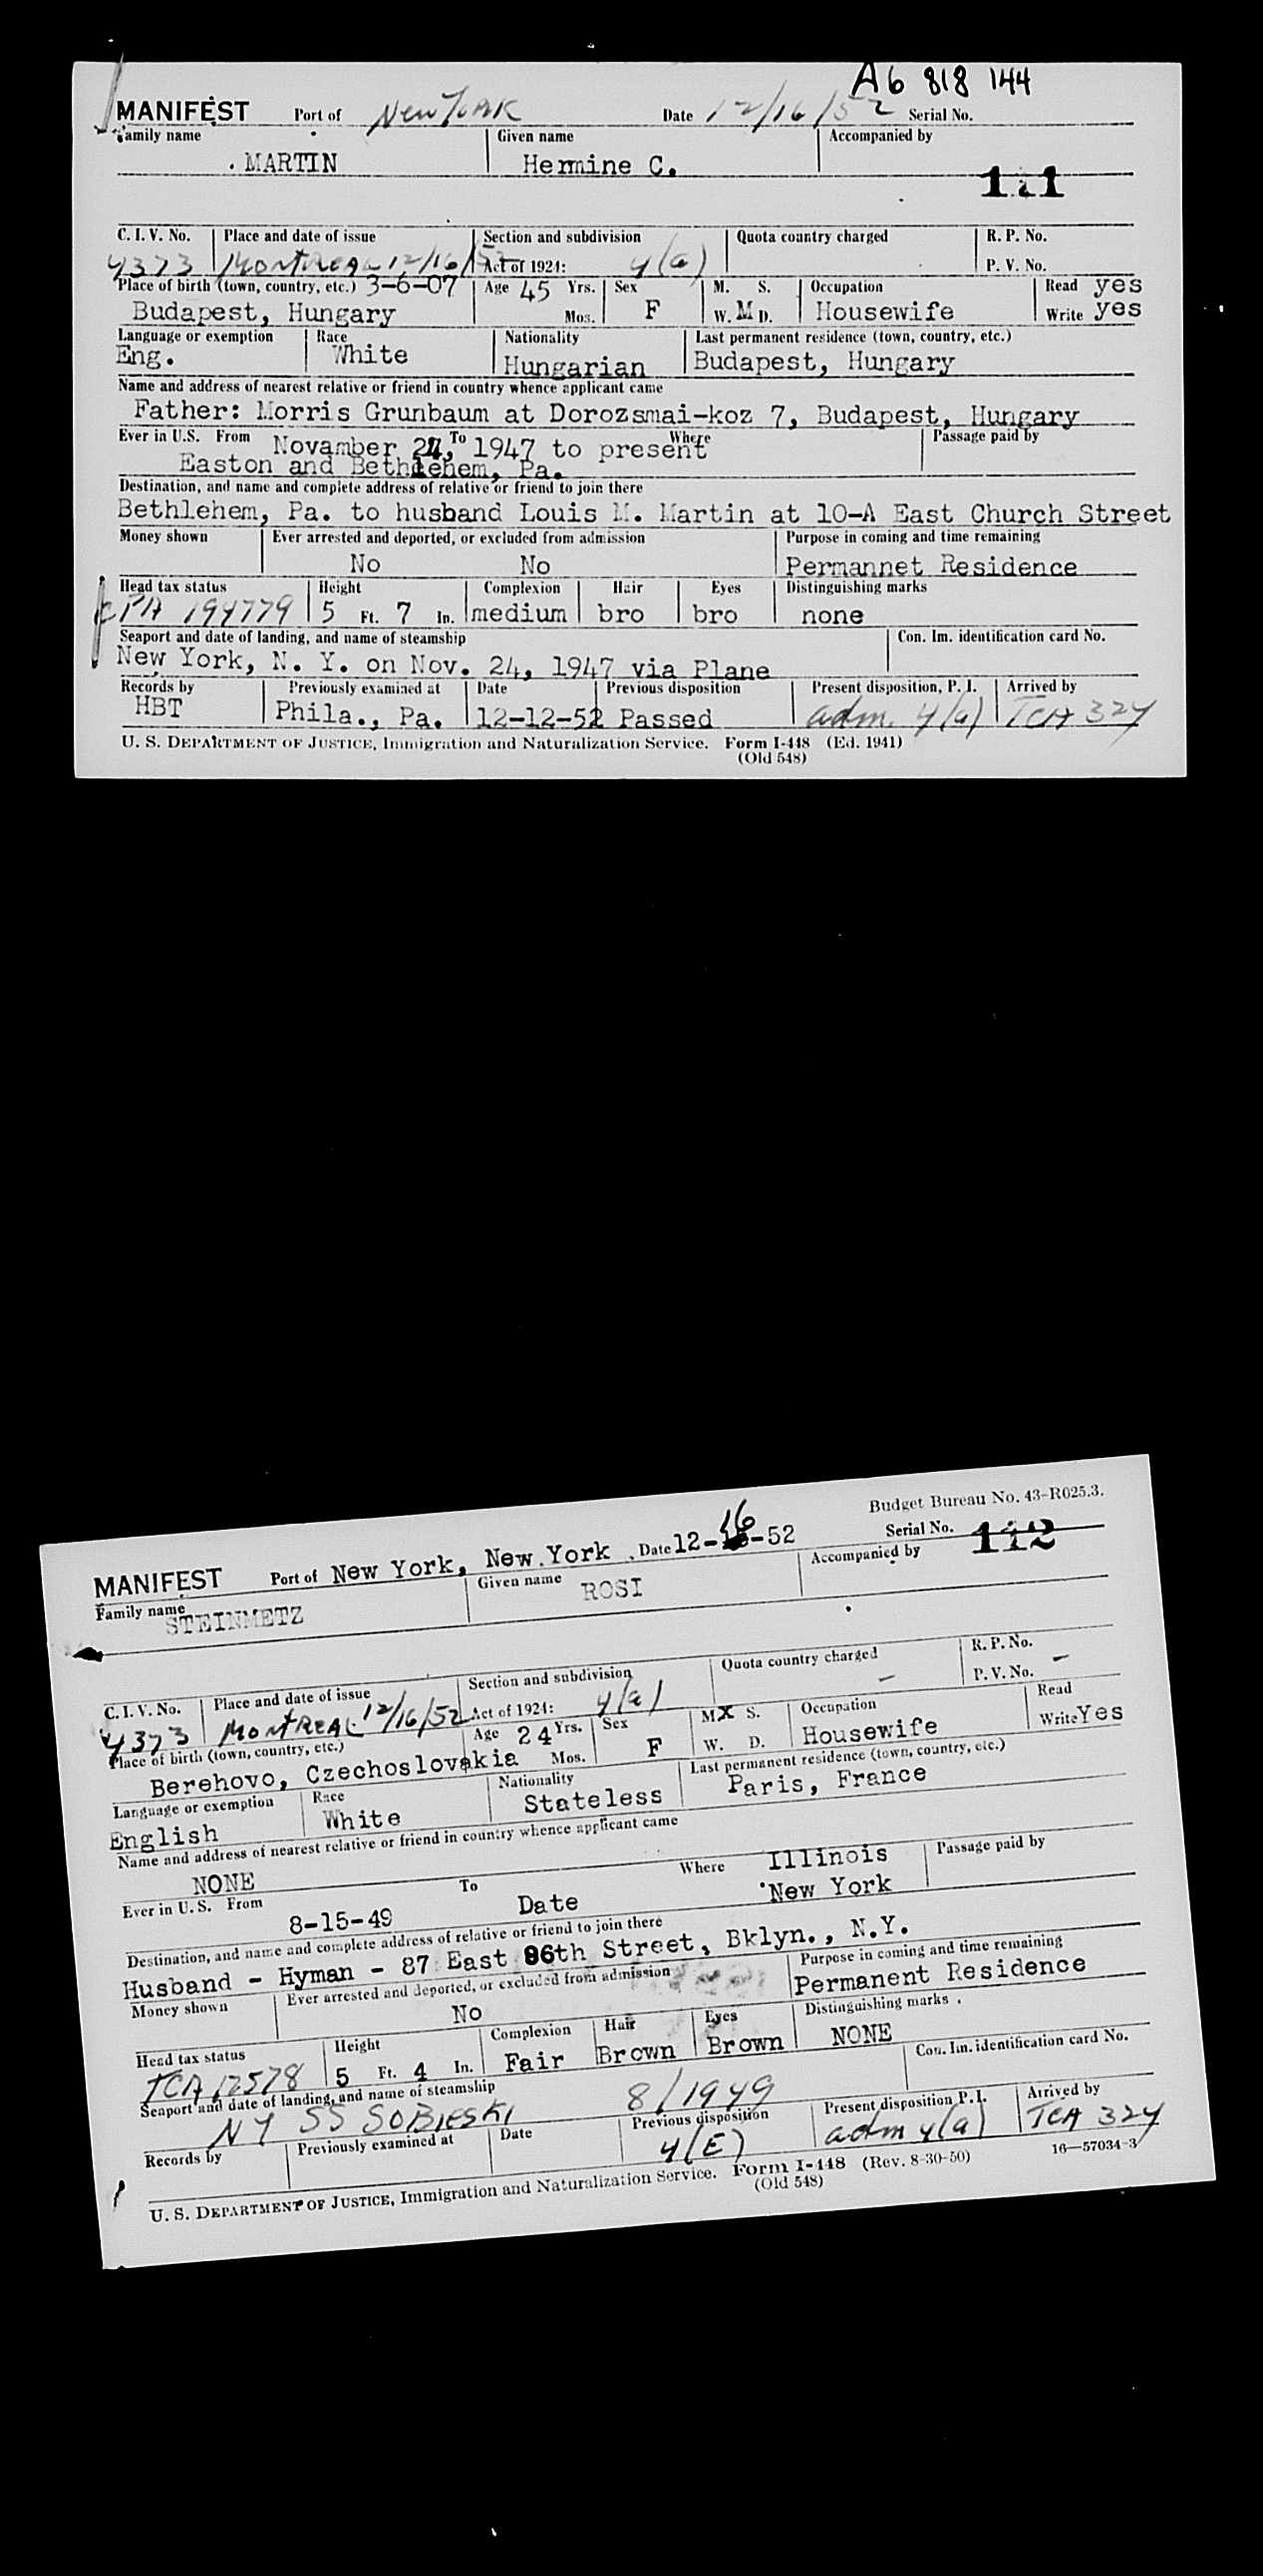 A6 818 144
MANIFEST Port of New York Date 12/16/52 Serial No.
Family name Given name Accompanied by
MARTIN Hermine C.
111
C. I. V. No. Place and date of issue Section and subdivision Quota country charged R. P. No.
4373 Montreal 12/16/52 Act of 1924: 4(a) P. V. No.
Place of birth (town, country, etc.) 3-6-07 Age 45 Yrs. Sex M. S. Occupation Read yes
Budapest, Hungary Mos. F W. M D. Housewife Write yes
Language or exemption Race Nationality Last permanent residence (town, country, etc.)
Eng. White Hungarian Budapest, Hungary
Name and address of nearest relative or friend in country whence applicant came
Father: Morris Grunbaum at Dorozsmai-koz 7, Budapest, Hungary
Ever in U.S. From To Where Passage paid by
Novamber 24, 1947 to present
Easton and Bethlehem, Pa.
Destination, and name and complete address of relative or friend to join there
Bethlehem, Pa. to husband Louis M. Martin at 10-A East Church Street
Money shown Ever arrested and deported, or excluded from admission Purpose in coming and time remaining
No No Permannet Residence
Head tax status Height Complexion Hair Eyes Distinguishing marks
194779 5 Ft. 7 In. medium bro bro none
Seaport and date of landing, and name of steamship Con. Im. identification card No.
New York, N. Y. on Nov. 24, 1947 via Plane
Records by Previously examined at Date Previous disposition Present disposition, P. I. Arrived by
HBT Phila., Pa. 12-12-52 Passed adm. 4(a) TCA 324
U. S. DEPARTMENT OF JUSTICE, Immigration and Naturalization Service. Form I-448 (Ed. 1941)
(Old 548)
Budget Bureau No. 43-R025.3.
MANIFEST Port of New York, New York Date 12-16-52 Serial No. 112
Family name Given name Accompanied by
STEINMETZ ROSI
C. I. V. No. Place and date of issue Section and subdivision Quota country charged R. P. No.
4373 Montreal 12/16/52 Act of 1924: 4(a) - P. V. No. -
Place of birth (town, country, etc.) Age 24 Yrs. Sex M X S. Occupation Read
Berehovo, Czechoslovakia Mos. F W. D. Housewife Write Yes
Language or exemption Race Nationality Last permanent residence (town, country, etc.)
English White Stateless Paris, France
Name and address of nearest relative or friend in country whence applicant came
NONE
Ever in U.S. From To Where Illinois Passage paid by
8-15-49 Date New York
Destination, and name and complete address of relative or friend to join there
Husband - Hyman - 87 East 96th Street, Bklyn., N.Y.
Money shown Ever arrested and deported, or excluded from admission Purpose in coming and time remaining
No Permanent Residence
Head tax status Height Complexion Hair Eyes Distinguishing marks
TCA 12578 5 Ft. 4 In. Fair Brown Brown NONE
Seaport and date of landing, and name of steamship Con. Im. identification card No.
NY SS SOBIESKI 8/1949
Records by Previously examined at Date Previous disposition Present disposition P. I. Arrived by
4(E) adm 4(a) TCA 324
U. S. DEPARTMENT OF JUSTICE, Immigration and Naturalization Service. Form I-448 (Rev. 8-30-50) 16—57034-3
(Old 548)